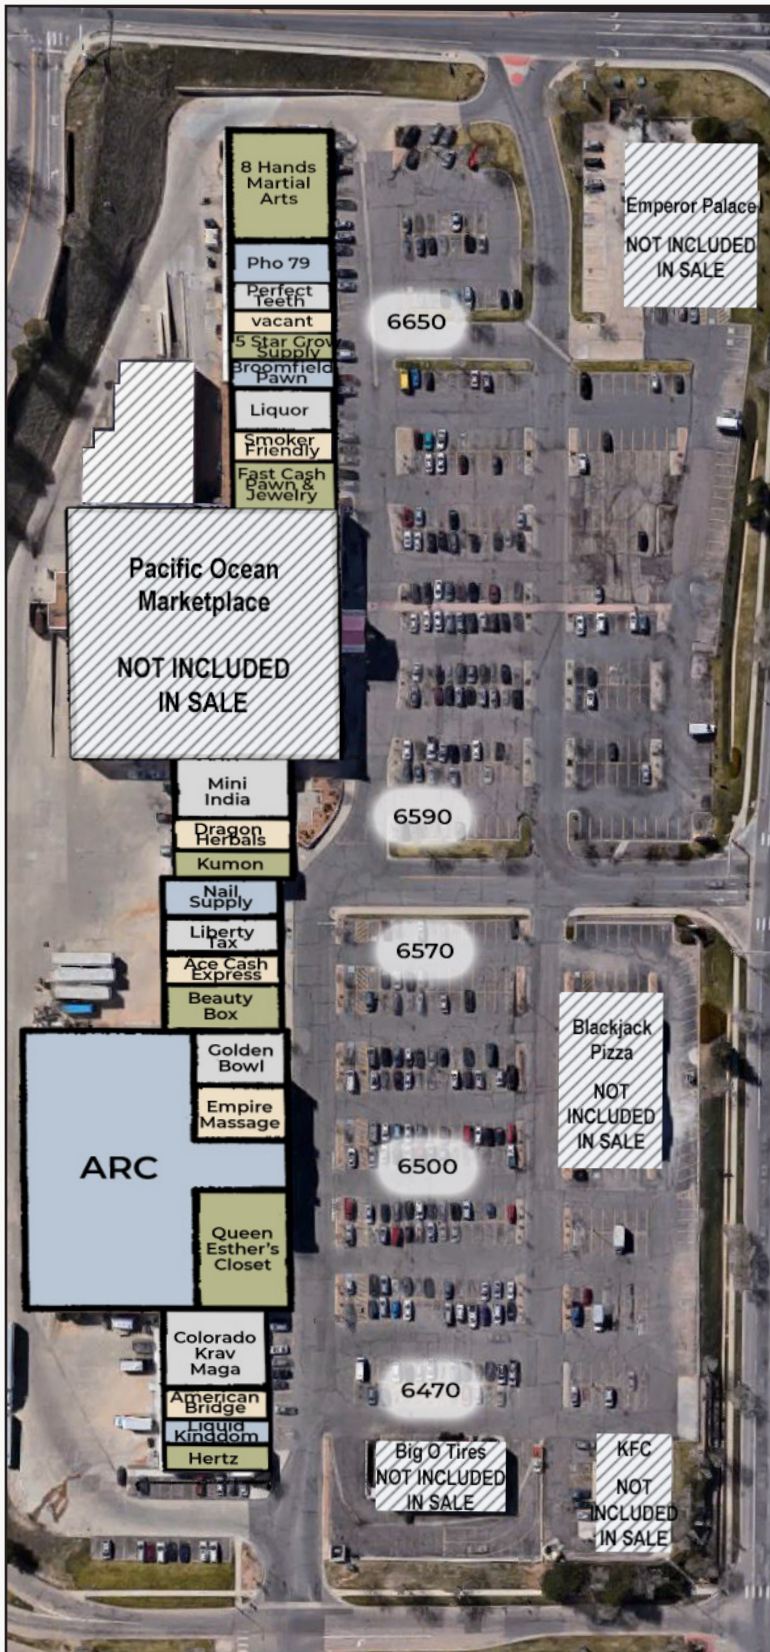 8 Hands
Martial
Arts
Emperor Palace
NOT INCLUDED
IN SALE
Pho 79
Perfect
Teeth
vacant
6650
5 Star Grow
Supply
Broomfield
Pawn
Liquor
Smoker
Friendly
Fast Cash
Pawn &
Jewelry
Pacific Ocean
Marketplace
NOT INCLUDED
IN SALE
Mini
India
6590
Dragon
Herbals
Kumon
Nail
Supply
Liberty
Tax
6570
Ace Cash
Express
Beauty
Box
Blackjack
Pizza
NOT
INCLUDED
IN SALE
Golden
Bowl
Empire
Massage
ARC
6500
Queen
Esther's
Closet
Colorado
Krav
Maga
6470
American
Bridge
Liquid
Kinddom
Hertz
Big O Tires
NOT INCLUDED
IN SALE
KFC
NOT
INCLUDED
IN SALE